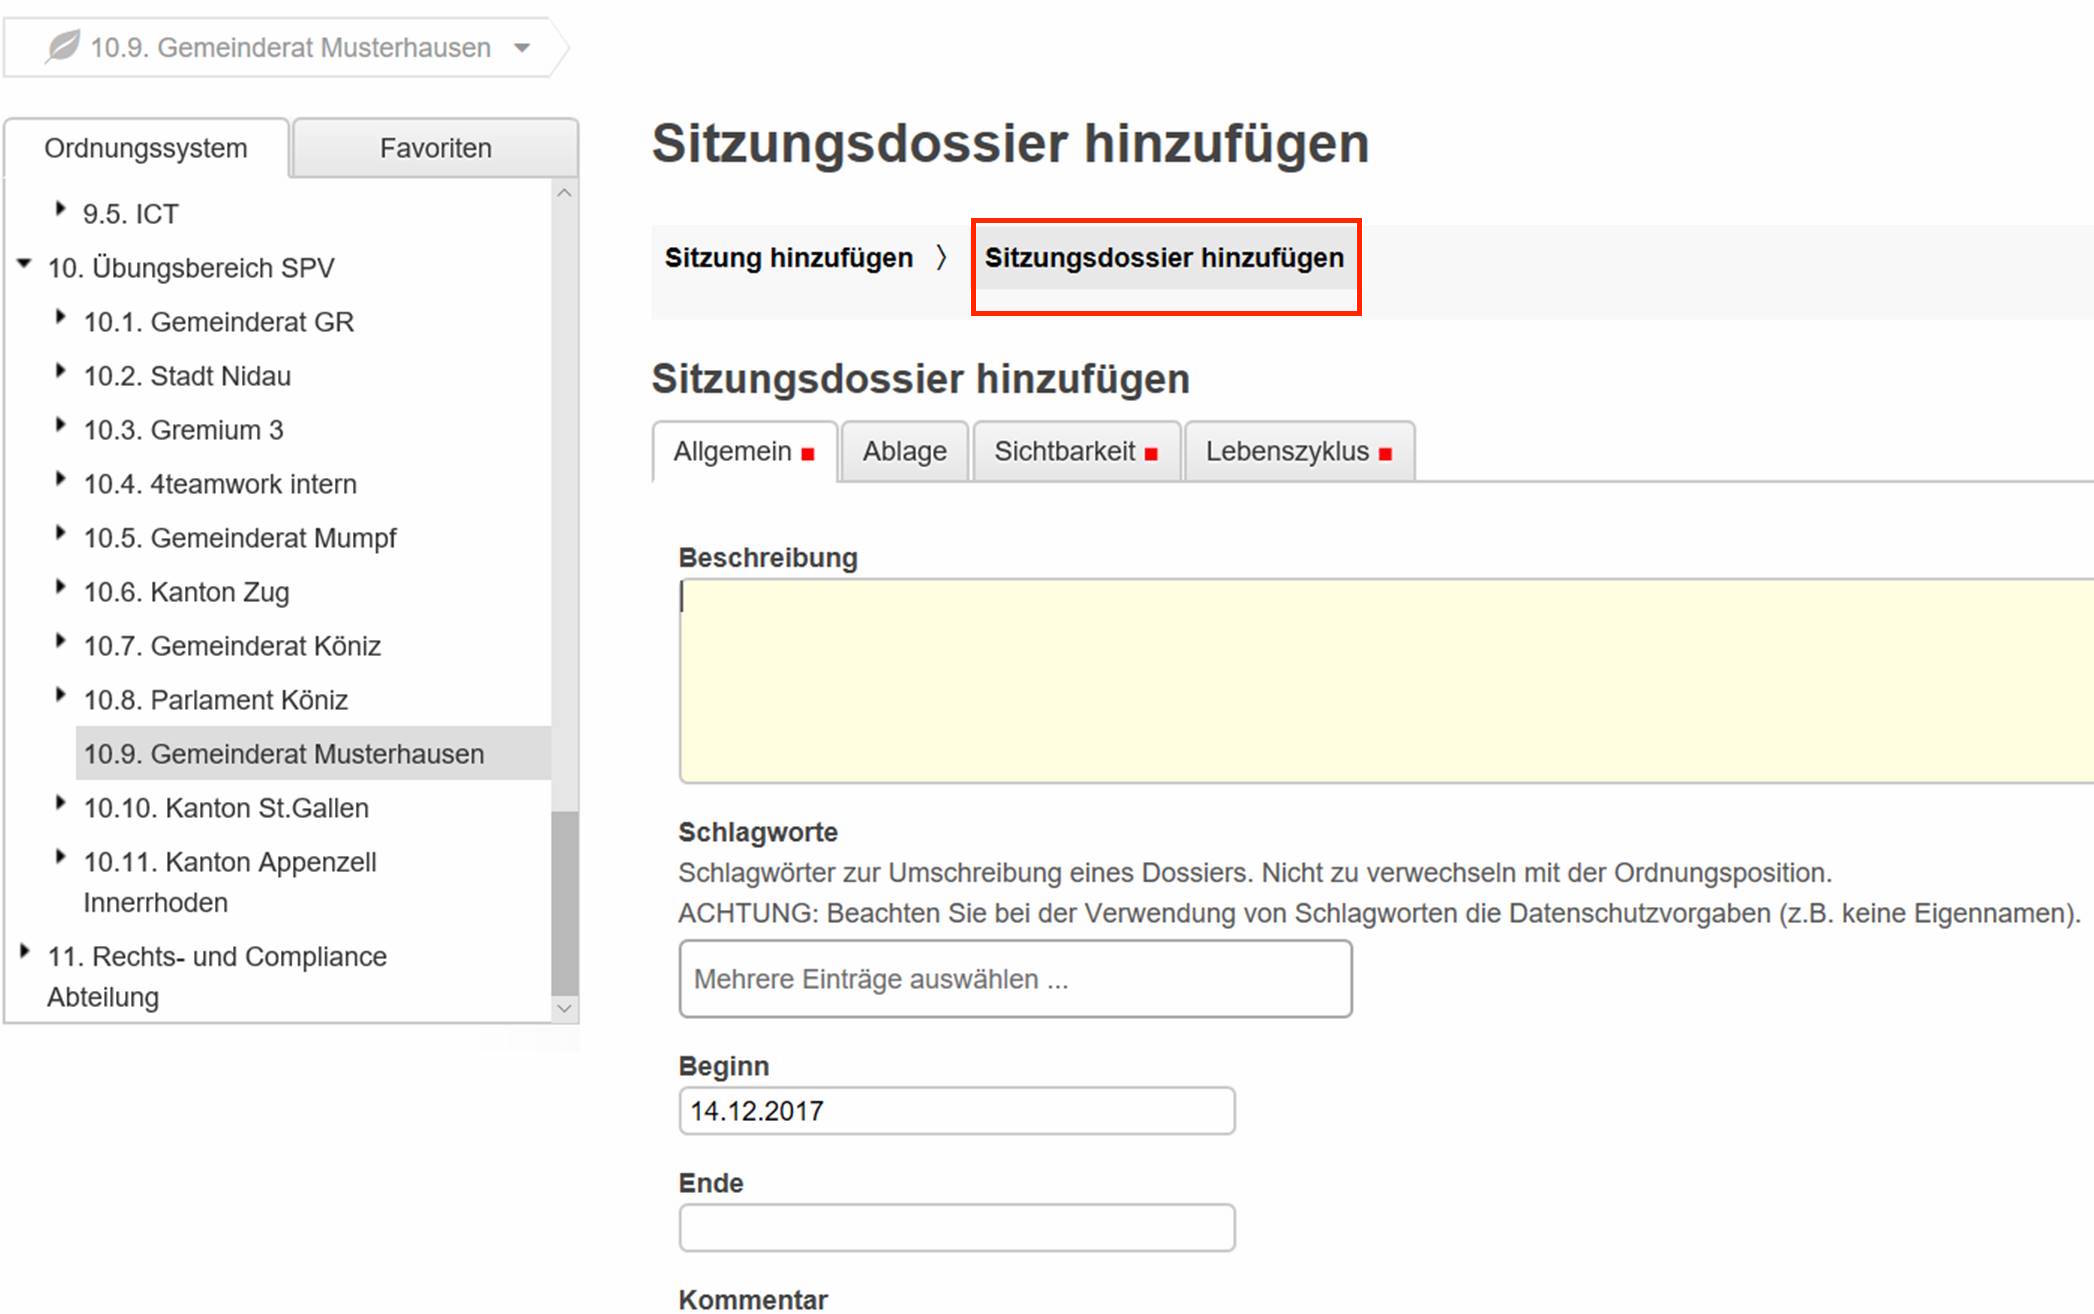 10.9. Gemeinderat Musterhausen
Ordnungssystem
Favoriten
9.5. ICT
10. Übungsbereich SPV
10.1. Gemeinderat GR
10.2. Stadt Nidau
10.3. Gremium 3
10.4. 4teamwork intern
10.5. Gemeinderat Mumpf
10.6. Kanton Zug
10.7. Gemeinderat Köniz
10.8. Parlament Köniz
10.9. Gemeinderat Musterhausen
10.10. Kanton St.Gallen
10.11. Kanton Appenzell
Innerrhoden
11. Rechts- und Compliance
Abteilung
Sitzungsdossier hinzufügen
Sitzung hinzufügen 〉 Sitzungsdossier hinzufügen
Sitzungsdossier hinzufügen
Allgemein
Ablage
Sichtbarkeit
Lebenszyklus
Beschreibung
Schlagworte
Schlagwörter zur Umschreibung eines Dossiers. Nicht zu verwechseln mit der Ordnungsposition.
ACHTUNG: Beachten Sie bei der Verwendung von Schlagworten die Datenschutzvorgaben (z.B. keine Eigennamen).
Mehrere Einträge auswählen ...
Beginn
14.12.2017
Ende
Kommentar